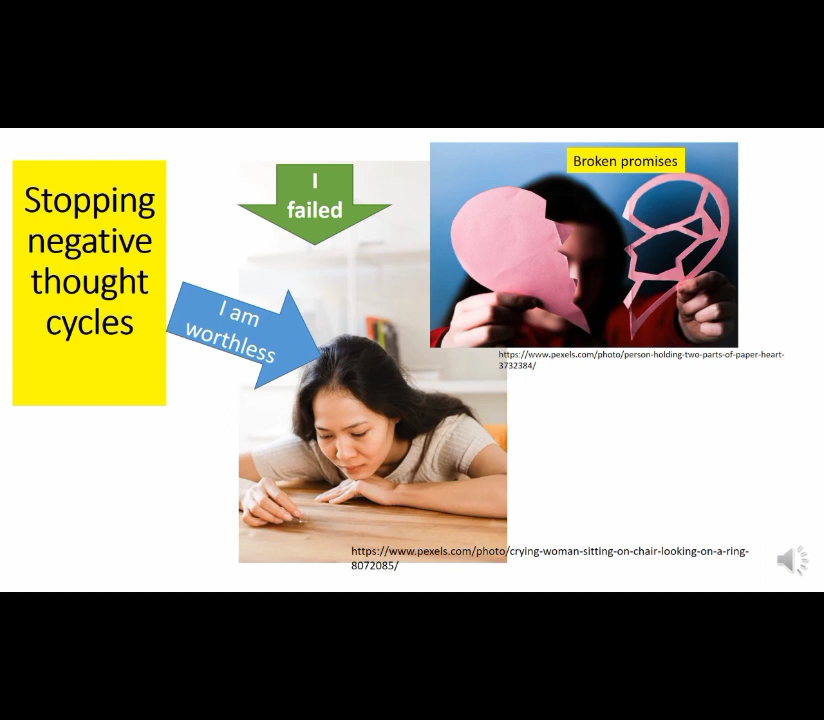 Stopping
negative
thought
cycles
I
failed
I am
worthless
Broken promises
https://www.pexels.com/photo/person-holding-two-parts-of-paper-heart-
3732384/
https://www.pexels.com/photo/crying-woman-sitting-on-chair-looking-on-a-ring-
8072085/